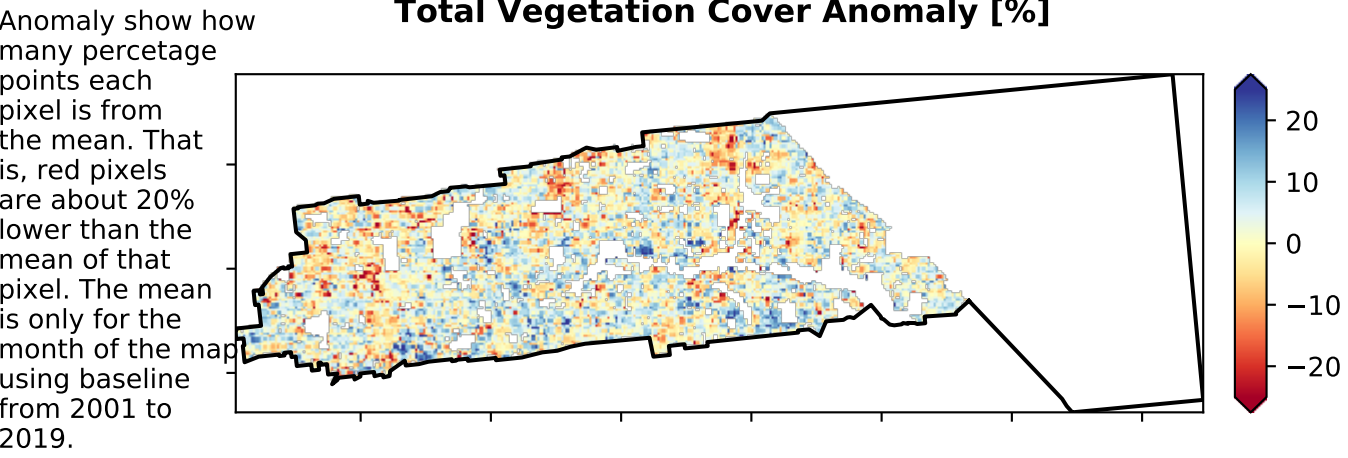 Total Vegetation Cover Anomaly [%]
Anomaly show how
many percetage
points each
pixel is from
the mean. That
is, red pixels
are about 20%
lower than the
mean of that
pixel. The mean
is only for the
month of the map
using baseline
from 2001 to
2019.
20
10
0
−10
−20